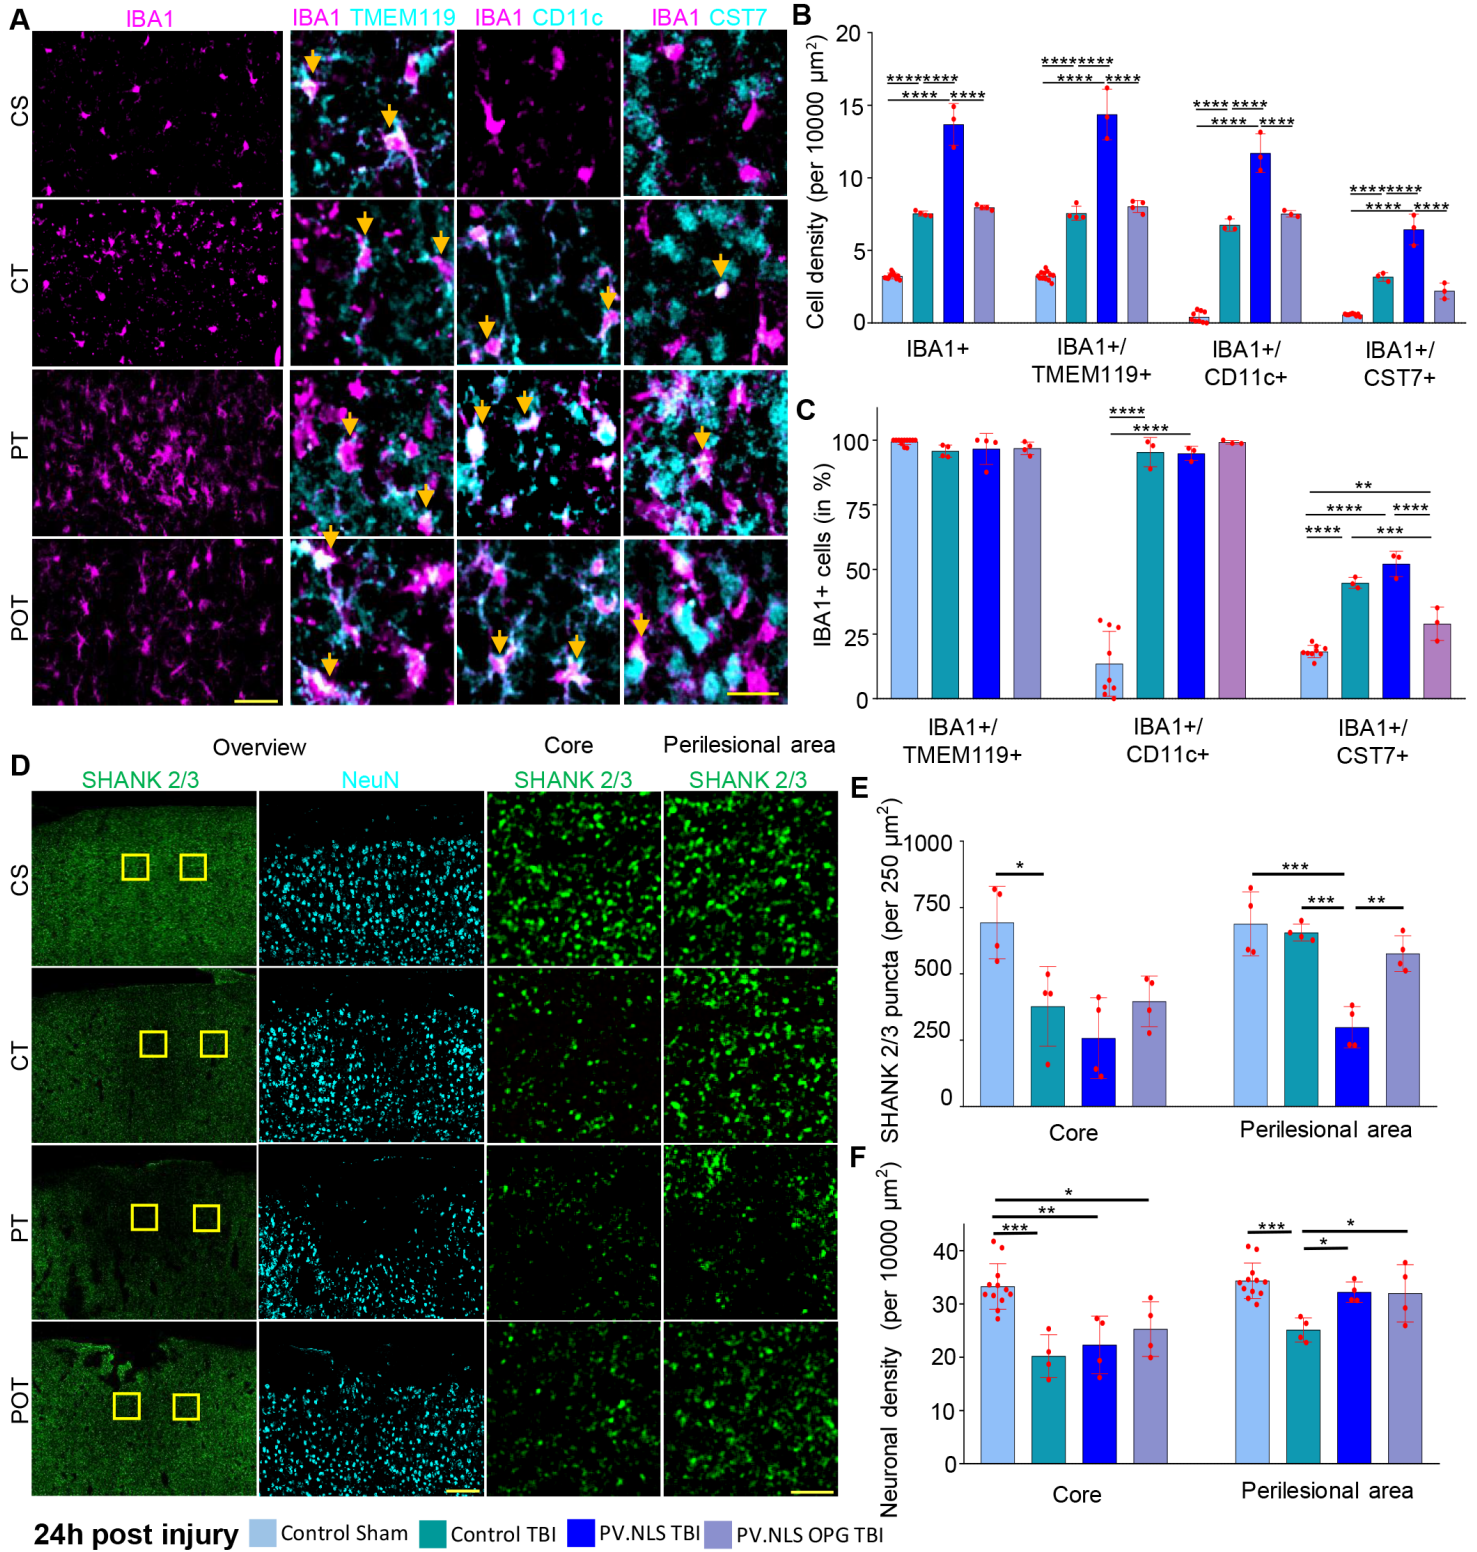 A
IBA1
IBA1 TMEM119
IBA1 CD11c
IBA1 CST7
CS
CT
PT
POT
B
Cell density (per 10000 µm²)
20
15
10
5
0
**** ****
**** ****
**** ****
**** ****
**** ****
**** ****
**** ****
**** ****
IBA1+
IBA1+/
TMEM119+
IBA1+/
CD11c+
IBA1+/
CST7+
C
IBA1+ cells (in %)
100
75
50
25
0
****
****
**
**** ****
**** ***
IBA1+/
TMEM119+
IBA1+/
CD11c+
IBA1+/
CST7+
D
Overview
Core
Perilesional area
SHANK 2/3
NeuN
SHANK 2/3
SHANK 2/3
CS
CT
PT
POT
E
SHANK 2/3 puncta (per 250 µm²)
1000
750
500
250
0
*
***
*** **
Core
Perilesional area
F
Neuronal density (per 10000 µm²)
40
30
20
10
0
*
**
***
*** *
*
Core
Perilesional area
24h post injury
Control Sham
Control TBI
PV.NLS TBI
PV.NLS OPG TBI